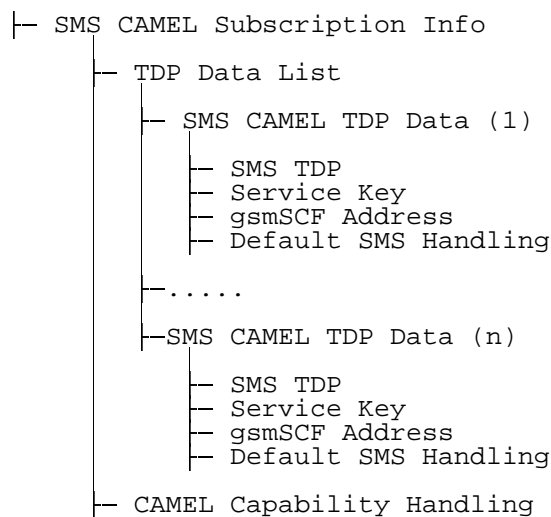 SMS CAMEL Subscription Info
TDP Data List
SMS CAMEL TDP Data (1)
SMS TDP
Service Key
gsmSCF Address
Default SMS Handling
.....
SMS CAMEL TDP Data (n)
SMS TDP
Service Key
gsmSCF Address
Default SMS Handling
CAMEL Capability Handling